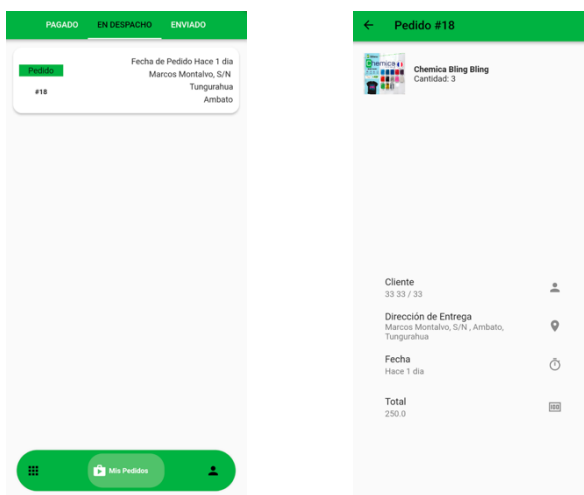 PAGADO EN DESPACHO ENVIADO
Pedido
#18
Fecha de Pedido Hace 1 dia
Marcos Montalvo, S/N
Tungurahua
Ambato
Mis Pedidos
Pedido #18
Chemica
Chemica Bling Bling
Cantidad: 3
Cliente
33 33 / 33
Dirección de Entrega
Marcos Montalvo, S/N , Ambato,
Tungurahua
Fecha
Hace 1 dia
Total
250.0